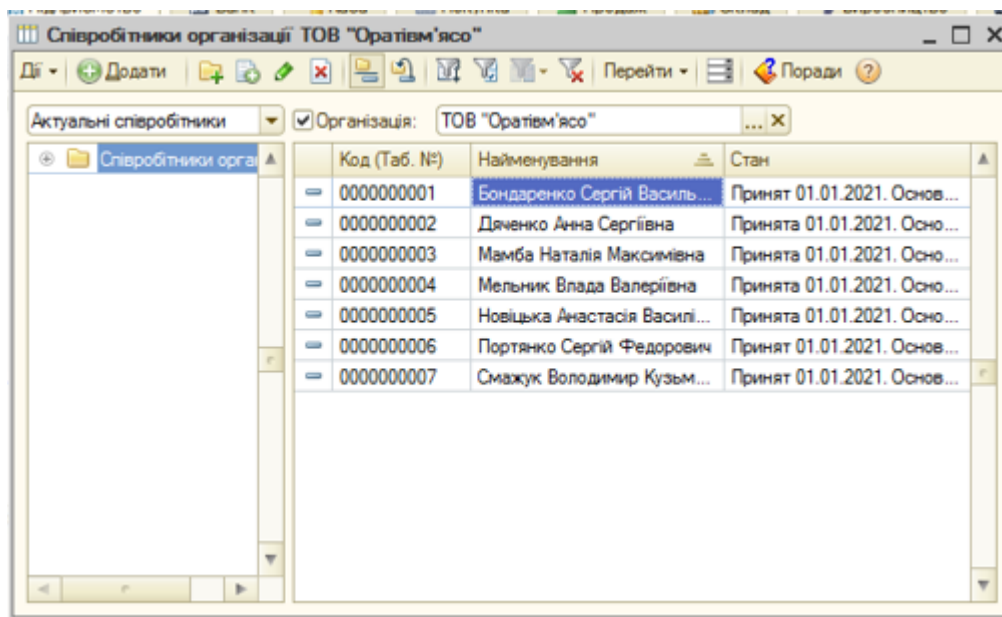 Співробітники організації ТОВ "Оратівм'ясо"
Дії Додати Перейти Поради
Актуальні співробітники Організація: ТОВ "Оратівм'ясо" ...
Співробітники орга
Код (Таб. №) Найменування Стан
0000000001 Бондаренко Сергій Василь... Принят 01.01.2021. Основ...
0000000002 Дяченко Анна Сергіївна Принята 01.01.2021. Осно...
0000000003 Мамба Наталія Максимівна Принята 01.01.2021. Осно...
0000000004 Мельник Влада Валеріївна Принята 01.01.2021. Осно...
0000000005 Новіцька Анастасія Василі... Принята 01.01.2021. Осно...
0000000006 Портянко Сергій Федорович Принят 01.01.2021. Основ...
0000000007 Смажук Володимир Кузьм... Принят 01.01.2021. Основ...